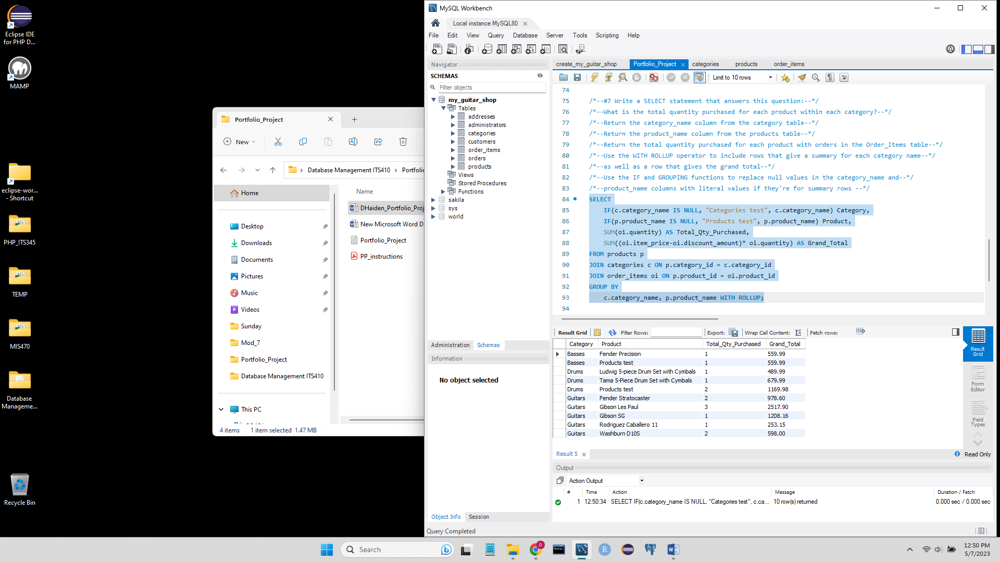 Eclipse IDE
for PHP D...
MAMP
eclipse-wor...
- Shortcut
PHP_ITS345
TEMP
MIS470
Database
Manageme...
Recycle Bin
Portfolio_Project
New
Database Management ITS410
Portfo
Home
Desktop
Downloads
Documents
Pictures
Music
Videos
Sunday
Mod_7
Portfolio_Project
Database Management ITS410
This PC
Name
DHaiden_Portfolio_Proj
New Microsoft Word D
Portfolio_Project
PP_instructions
4 items 1 item selected 1.47 MB
MySQL Workbench
Local instance MySQL80
File Edit View Query Database Server Tools Scripting Help
Navigator
SCHEMAS
Filter objects
my_guitar_shop
Tables
addresses
administrators
categories
customers
order_items
orders
products
Views
Stored Procedures
Functions
sakila
sys
world
Administration Schemas
Information
No object selected
Object Info Session
Query Completed
create_my_guitar_shop Portfolio_Project categories products order_items
Limit to 10 rows
74
75 /*--#7 Write a SELECT statement that answers this question:--*/
76 /*--What is the total quantity purchased for each product within each category?--*/
77 /*--Return the category_name column from the category table--*/
78 /*--Return the product_name column from the products table--*/
79 /*--Return the total quantity purchased for each product with orders in the Order_Items table--*/
80 /*--Use the WITH ROLLUP operator to include rows that give a summary for each category name--*/
81 /*--as well as a row that gives the grand total--*/
82 /*--Use the IF and GROUPING functions to replace null values in the category_name and--*/
83 /*--product_name columns with literal values if they're for summary rows --*/
84 SELECT
85 IF(c.category_name IS NULL, "Categories test", c.category_name) Category,
86 IF(p.product_name IS NULL, "Products test", p.product_name) Product,
87 SUM(oi.quantity) AS Total_Qty_Purchased,
88 SUM((oi.item_price-oi.discount_amount)* oi.quantity) AS Grand_Total
89 FROM products p
90 JOIN categories c ON p.category_id = c.category_id
91 JOIN order_items oi ON p.product_id = oi.product_id
92 GROUP BY
93 c.category_name, p.product_name WITH ROLLUP;
94
Result Grid Filter Rows: Export: Wrap Cell Content: Fetch rows:
Category Product Total_Qty_Purchased Grand_Total
Basses Fender Precision 1 559.99
Basses Products test 1 559.99
Drums Ludwig 5-piece Drum Set with Cymbals 1 489.99
Drums Tama 5-Piece Drum Set with Cymbals 1 679.99
Drums Products test 2 1169.98
Guitars Fender Stratocaster 2 978.60
Guitars Gibson Les Paul 3 2517.90
Guitars Gibson SG 1 1208.16
Guitars Rodriguez Caballero 11 1 253.15
Guitars Washburn D10S 2 598.00
Result
Grid
Form
Editor
Field
Types
Result 5
Read Only
Output
Action Output
# Time Action Message Duration / Fetch
1 12:50:34 SELECT IF(c.category_name IS NULL, "Categories test", c.ca... 10 row(s) returned 0.000 sec / 0.000 sec
Search
12:50 PM
5/7/2023